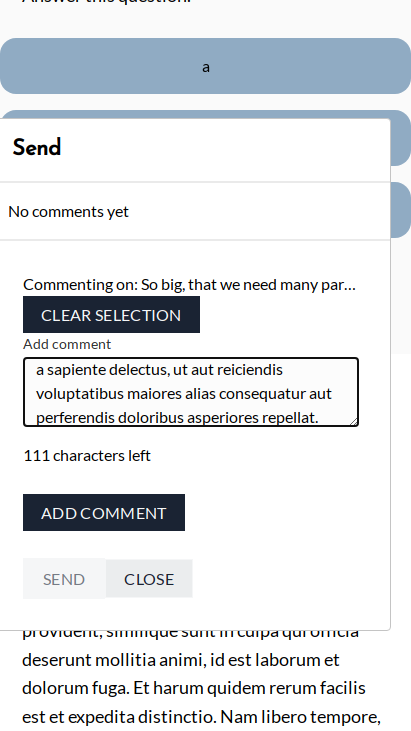 Answer this question.
a
Send
No comments yet
Commenting on: So big, that we need many par...
CLEAR SELECTION
Add comment
a sapiente delectus, ut aut reiciendis
voluptatibus maiores alias consequatur aut
perferendis doloribus asperiores repellat.
111 characters left
ADD COMMENT
SEND CLOSE
provident, similique sunt in culpa qui officia
deserunt mollitia animi, id est laborum et
dolorum fuga. Et harum quidem rerum facilis
est et expedita distinctio. Nam libero tempore,